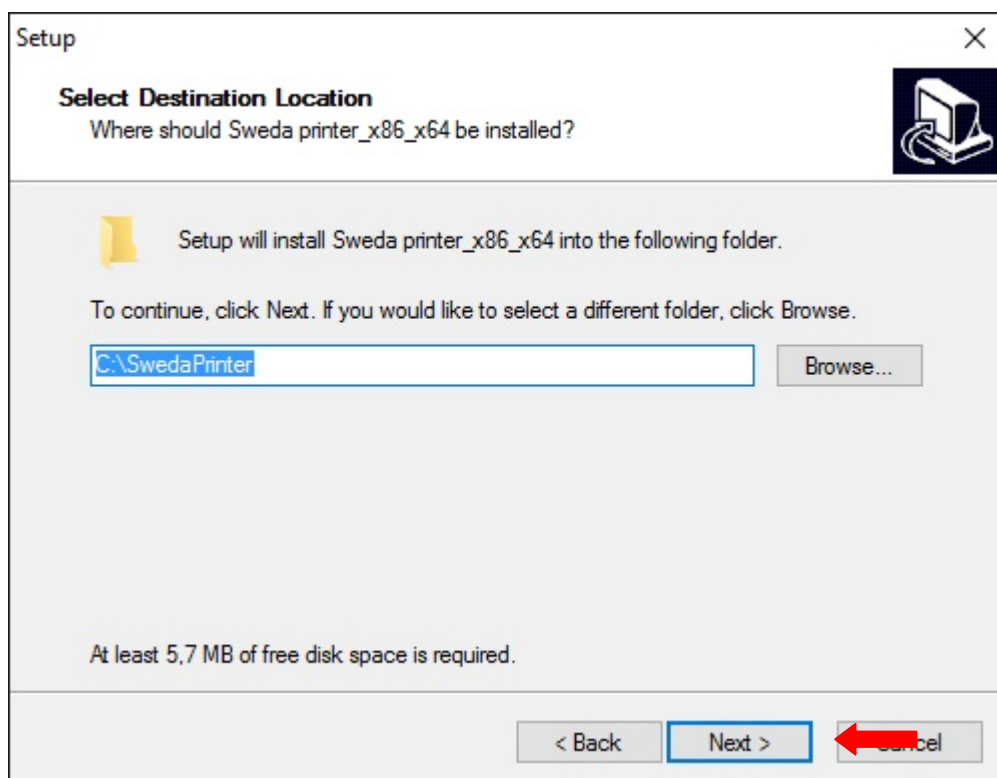 Setup
Select Destination Location
Where should Sweda printer_x86_x64 be installed?
Setup will install Sweda printer_x86_x64 into the following folder.
To continue, click Next. If you would like to select a different folder, click Browse.
C:\SwedaPrinter
Browse...
At least 5,7 MB of free disk space is required.
< Back
Next >